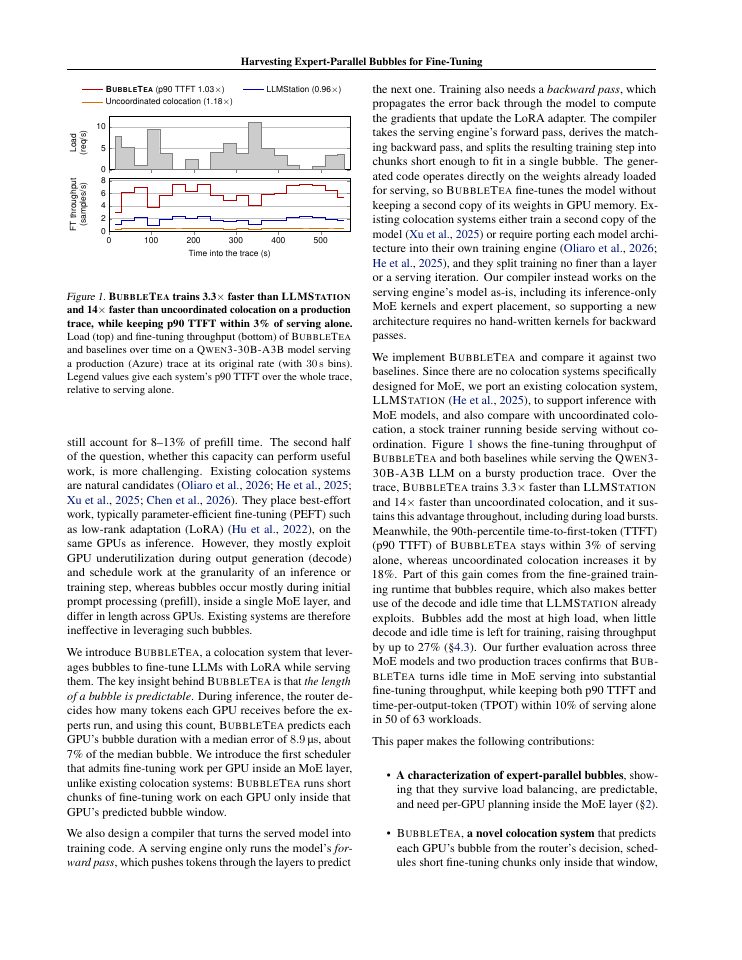 Harvesting Expert-Parallel Bubbles for Fine-Tuning
BUBBLETEA (p90 TTFT 1.03×)
LLMStation (0.96×)
Uncoordinated colocation (1.18×)
Load
(req/s)
10
5
0
FT throughput
(samples/s)
8
6
4
2
0
0 100 200 300 400 500
Time into the trace (s)
Figure 1. BUBBLETEA trains 3.3× faster than LLMSTATION
and 14× faster than uncoordinated colocation on a production
trace, while keeping p90 TTFT within 3% of serving alone.
Load (top) and fine-tuning throughput (bottom) of BUBBLETEA
and baselines over time on a QWEN3-30B-A3B model serving
a production (Azure) trace at its original rate (with 30 s bins).
Legend values give each system's p90 TTFT over the whole trace,
relative to serving alone.
still account for 8–13% of prefill time. The second half
of the question, whether this capacity can perform useful
work, is more challenging. Existing colocation systems
are natural candidates (Oliaro et al., 2026; He et al., 2025;
Xu et al., 2025; Chen et al., 2026). They place best-effort
work, typically parameter-efficient fine-tuning (PEFT) such
as low-rank adaptation (LoRA) (Hu et al., 2022), on the
same GPUs as inference. However, they mostly exploit
GPU underutilization during output generation (decode)
and schedule work at the granularity of an inference or
training step, whereas bubbles occur mostly during initial
prompt processing (prefill), inside a single MoE layer, and
differ in length across GPUs. Existing systems are therefore
ineffective in leveraging such bubbles.
We introduce BUBBLETEA, a colocation system that lever-
ages bubbles to fine-tune LLMs with LoRA while serving
them. The key insight behind BUBBLETEA is that the length
of a bubble is predictable. During inference, the router de-
cides how many tokens each GPU receives before the ex-
perts run, and using this count, BUBBLETEA predicts each
GPU's bubble duration with a median error of 8.9 µs, about
7% of the median bubble. We introduce the first scheduler
that admits fine-tuning work per GPU inside an MoE layer,
unlike existing colocation systems: BUBBLETEA runs short
chunks of fine-tuning work on each GPU only inside that
GPU's predicted bubble window.
We also design a compiler that turns the served model into
training code. A serving engine only runs the model's for-
ward pass, which pushes tokens through the layers to predict
the next one. Training also needs a backward pass, which
propagates the error back through the model to compute
the gradients that update the LoRA adapter. The compiler
takes the serving engine's forward pass, derives the match-
ing backward pass, and splits the resulting training step into
chunks short enough to fit in a single bubble. The gener-
ated code operates directly on the weights already loaded
for serving, so BUBBLETEA fine-tunes the model without
keeping a second copy of its weights in GPU memory. Ex-
isting colocation systems either train a second copy of the
model (Xu et al., 2025) or require porting each model archi-
tecture into their own training engine (Oliaro et al., 2026;
He et al., 2025), and they split training no finer than a layer
or a serving iteration. Our compiler instead works on the
serving engine's model as-is, including its inference-only
MoE kernels and expert placement, so supporting a new
architecture requires no hand-written kernels for backward
passes.
We implement BUBBLETEA and compare it against two
baselines. Since there are no colocation systems specifically
designed for MoE, we port an existing colocation system,
LLMSTATION (He et al., 2025), to support inference with
MoE models, and also compare with uncoordinated colo-
cation, a stock trainer running beside serving without co-
ordination. Figure 1 shows the fine-tuning throughput of
BUBBLETEA and both baselines while serving the QWEN3-
30B-A3B LLM on a bursty production trace. Over the
trace, BUBBLETEA trains 3.3× faster than LLMSTATION
and 14× faster than uncoordinated colocation, and it sus-
tains this advantage throughout, including during load bursts.
Meanwhile, the 90th-percentile time-to-first-token (TTFT)
(p90 TTFT) of BUBBLETEA stays within 3% of serving
alone, whereas uncoordinated colocation increases it by
18%. Part of this gain comes from the fine-grained train-
ing runtime that bubbles require, which also makes better
use of the decode and idle time that LLMSTATION already
exploits. Bubbles add the most at high load, when little
decode and idle time is left for training, raising throughput
by up to 27% (§4.3). Our further evaluation across three
MoE models and two production traces confirms that BUB-
BLETEA turns idle time in MoE serving into substantial
fine-tuning throughput, while keeping both p90 TTFT and
time-per-output-token (TPOT) within 10% of serving alone
in 50 of 63 workloads.
This paper makes the following contributions:
• A characterization of expert-parallel bubbles, show-
ing that they survive load balancing, are predictable,
and need per-GPU planning inside the MoE layer (§2).
• BUBBLETEA, a novel colocation system that predicts
each GPU's bubble from the router's decision, sched-
ules short fine-tuning chunks only inside that window,